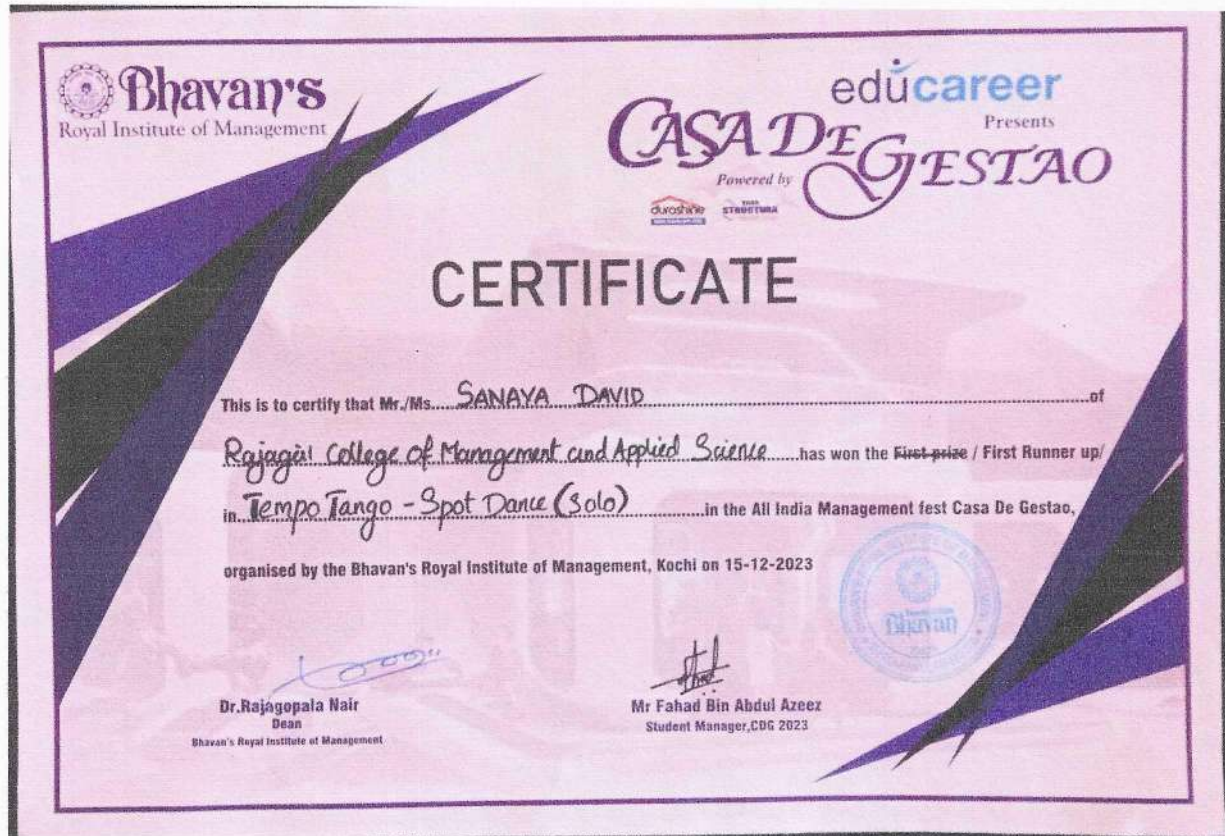 Bhavan's
Royal Institute of Management
edücareer
Presents
CASA DE GESTAO
Powered by
durashine
TATA STRUCTURA
CERTIFICATE
This is to certify that Mr./Ms. SANAYA DAVID of
Rajagiri College of Management and Applied Science has won the First prize / First Runner up/
in Tempo Tango - Spot Dance (Solo) in the All India Management fest Casa De Gestao,
organised by the Bhavan's Royal Institute of Management, Kochi on 15-12-2023
Bhavan
Dr.Rajagopala Nair
Dean
Bhavan's Royal Institute of Management
Mr Fahad Bin Abdul Azeez
Student Manager,CDG 2023